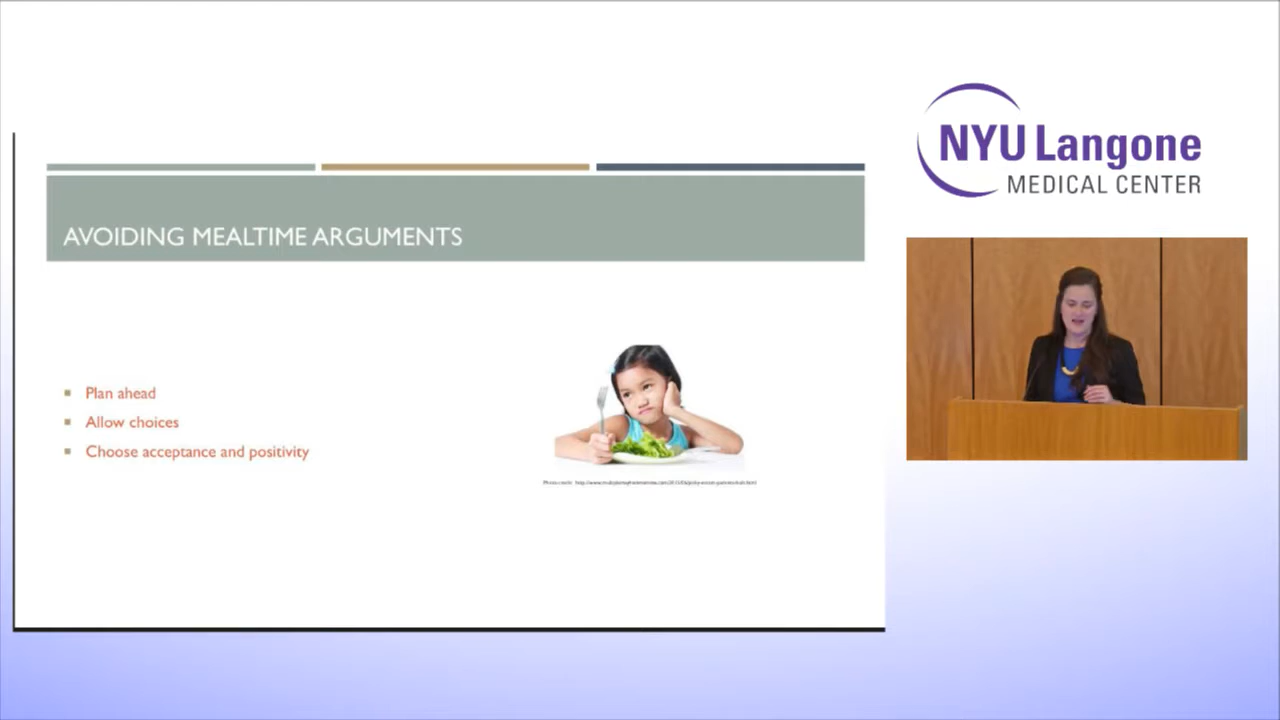 NYU Langone
MEDICAL CENTER
AVOIDING MEALTIME ARGUMENTS
Plan ahead
Allow choices
Choose acceptance and positivity